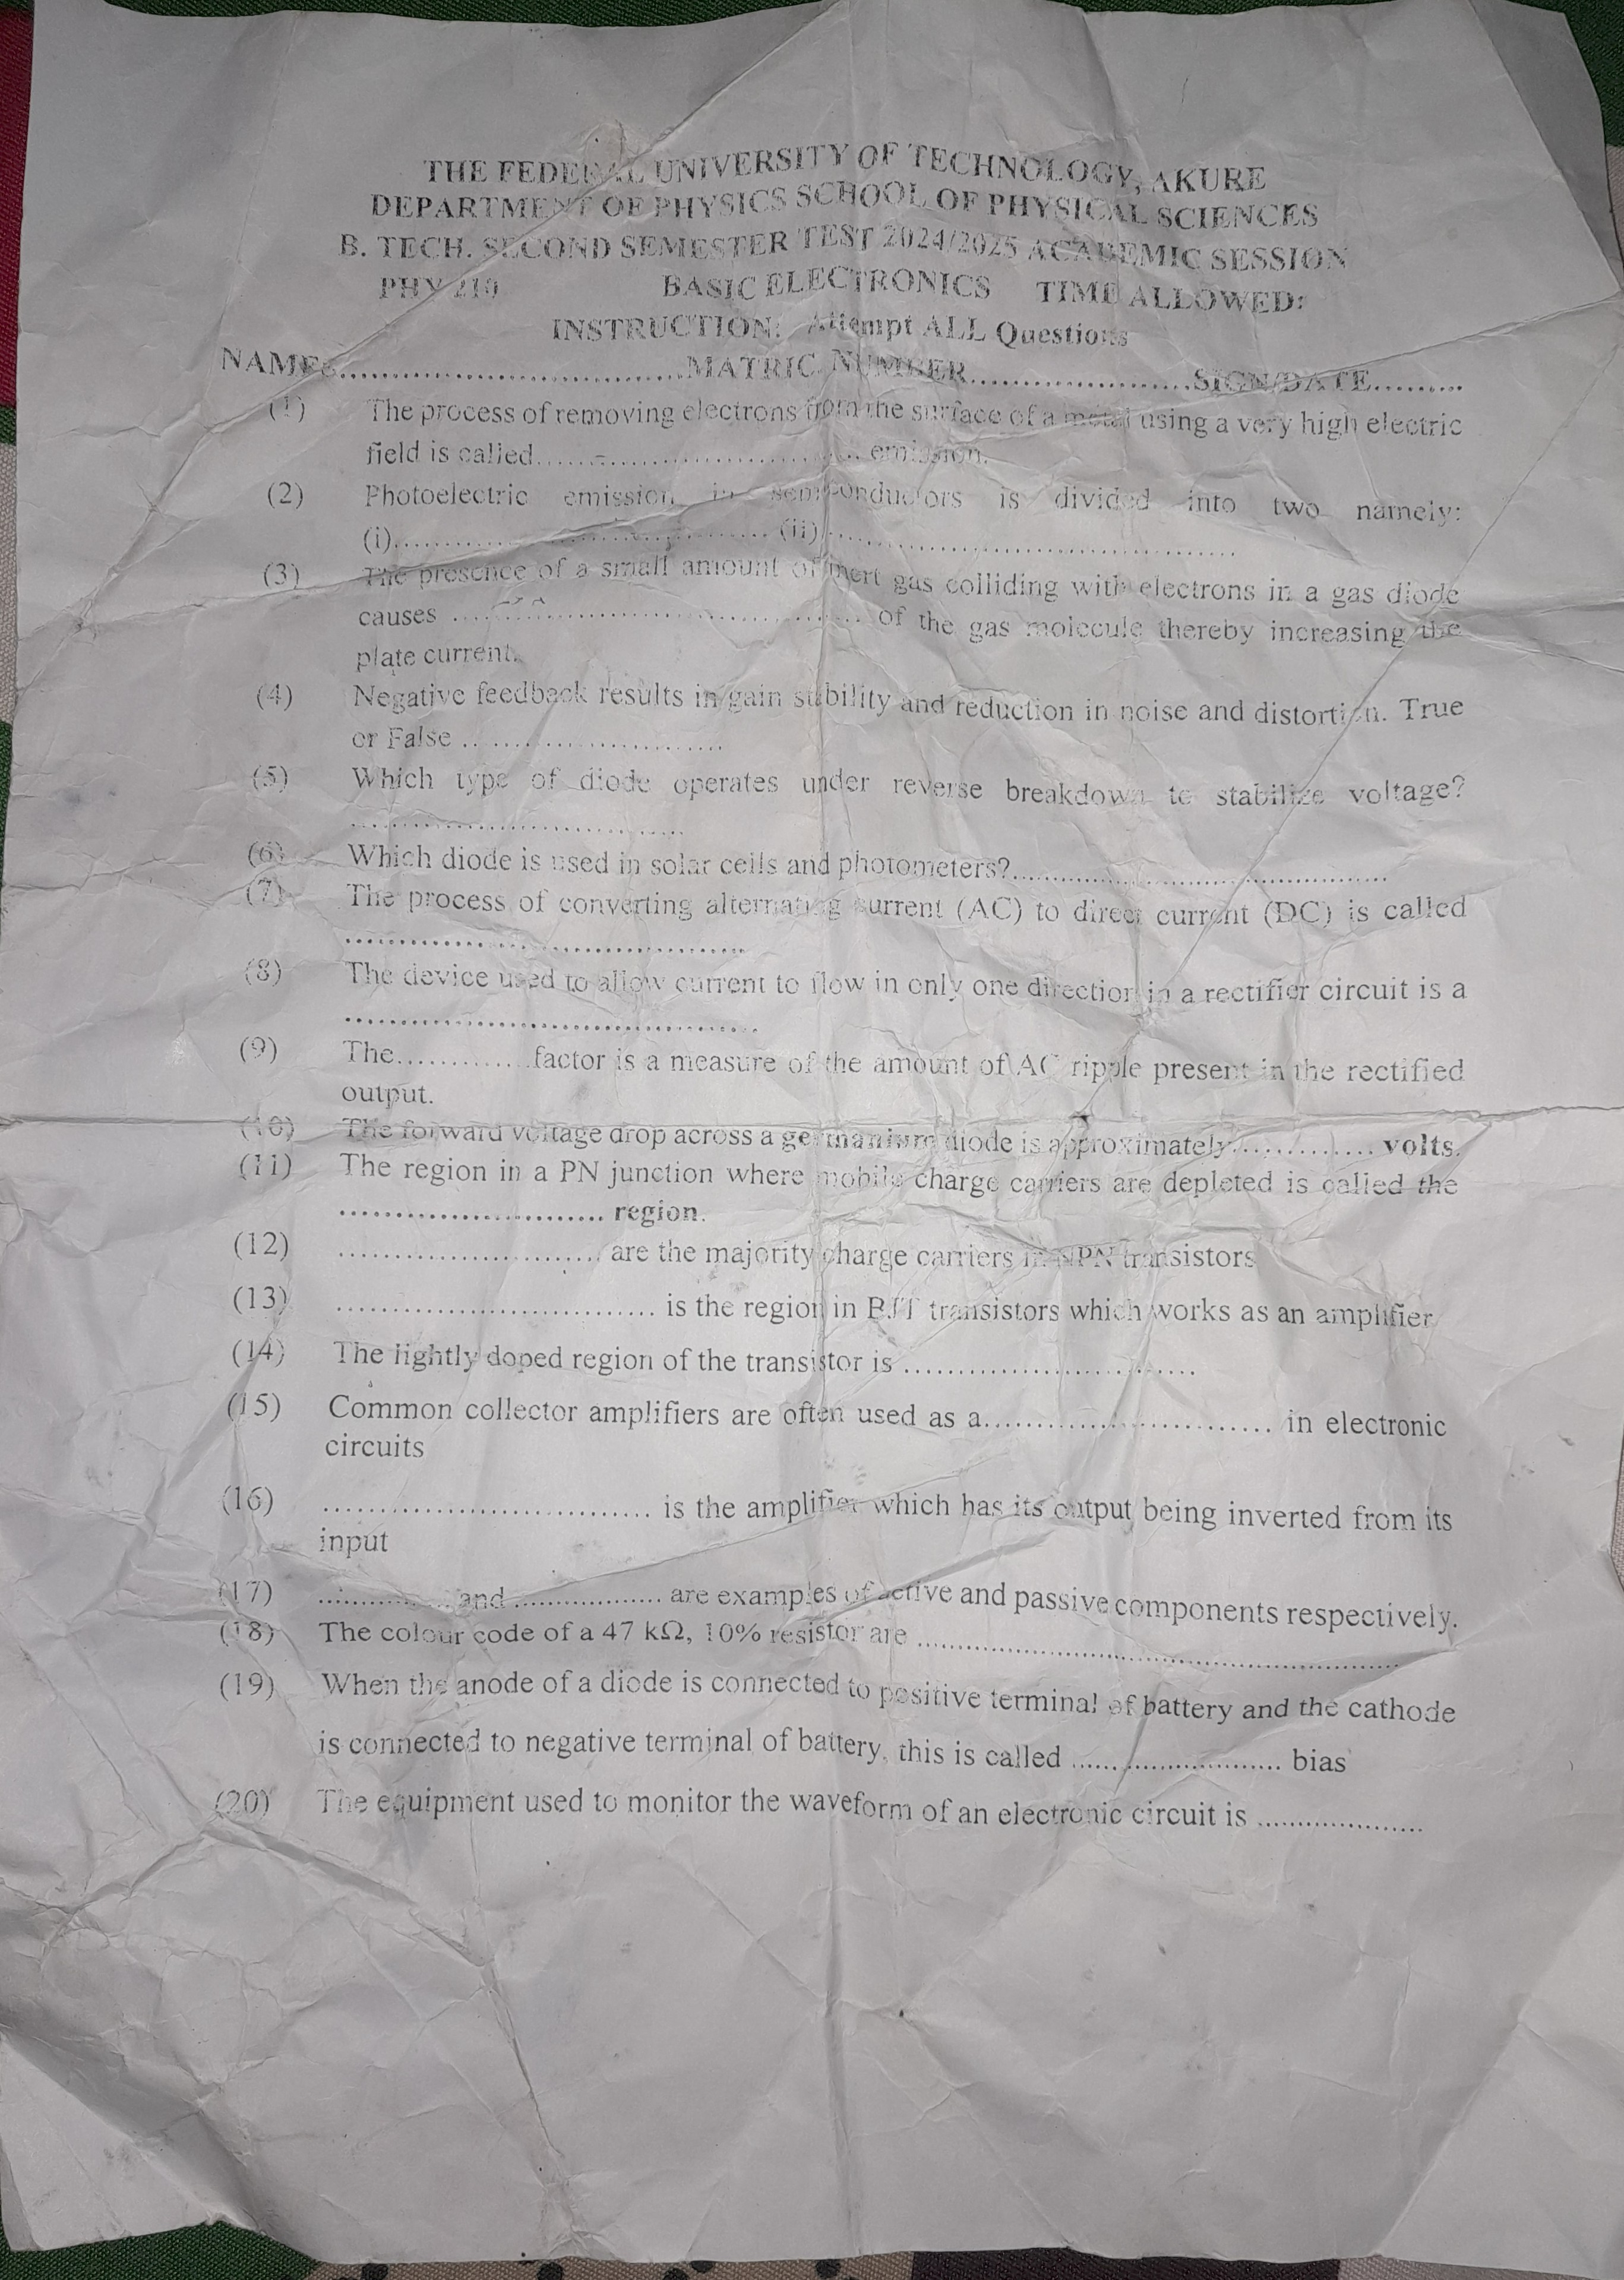 THE FEDERAL UNIVERSITY OF TECHNOLOGY, AKURE
DEPARTMENT OF PHYSICS SCHOOL OF PHYSICAL SCIENCES
B. TECH. SECOND SEMESTER TEST 2024/2025 ACADEMIC SESSION
PHY 210 BASIC ELECTRONICS TIME ALLOWED:
INSTRUCTION: Attempt ALL Questions
NAMES..............................MATRIC NUMBER....................SIGN/DATE.........
(1) The process of removing electrons from the surface of a metal using a very high electric
field is called.............................. emission.
(2) Photoelectric emission in semiconductors is divided into two namely:
(i).................................. (ii)......................................
(3) The presence of a small amount of inert gas colliding with electrons in a gas diode
causes ...................................... of the gas molecule thereby increasing the
plate current.
(4) Negative feedback results in gain stability and reduction in noise and distortion. True
or False .........................
(5) Which type of diode operates under reverse breakdown to stabilize voltage?
..................................
(6) Which diode is used in solar cells and photometers?......................................
(7) The process of converting alternating current (AC) to direct current (DC) is called
........................................
(8) The device used to allow current to flow in only one direction in a rectifier circuit is a
........................................
(9) The.............factor is a measure of the amount of AC ripple present in the rectified
output.
(10) The forward voltage drop across a germanium diode is approximately.............. volts.
(11) The region in a PN junction where mobile charge carriers are depleted is called the
.......................... region.
(12) .......................... are the majority charge carriers in NPN transistors
(13) ................................ is the region in BJT transistors which works as an amplifier
(14) The lightly doped region of the transistor is .............................
(15) Common collector amplifiers are often used as a............................. in electronic
circuits
(16) ................................. is the amplifier which has its output being inverted from its
input
(17) .................. and .................... are examples of active and passive components respectively.
(18) The colour code of a 47 kΩ, 10% resistor are ............................................................
(19) When the anode of a diode is connected to positive terminal of battery and the cathode
is connected to negative terminal of battery, this is called ............................ bias
(20) The equipment used to monitor the waveform of an electronic circuit is ......................